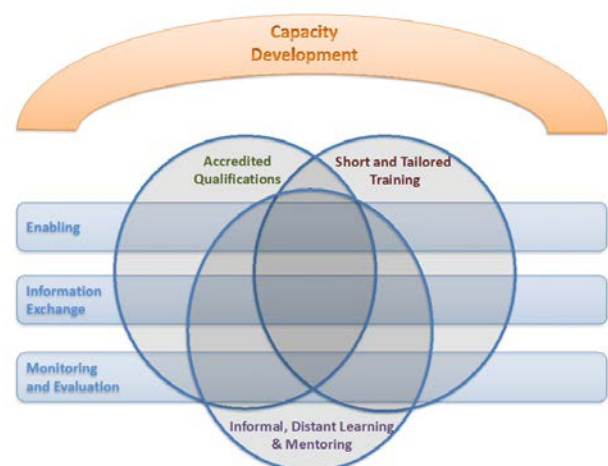 Capacity
Development
Accredited
Qualifications
Short and Tailored
Training
Enabling
Information
Exchange
Monitoring
and Evaluation
Informal, Distant Learning
& Mentoring